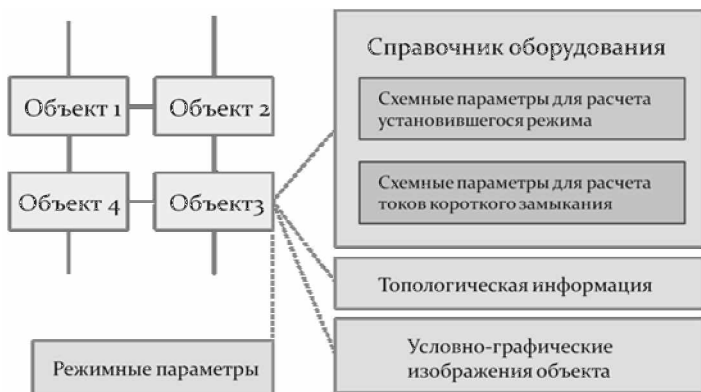 Объект 1
Объект 2
Объект 4
Объект3
Справочник оборудования
Схемные параметры для расчета
установившегося режима
Схемные параметры для расчета
токов короткого замыкания
Топологическая информация
Условно-графические
изображения объекта
Режимные параметры